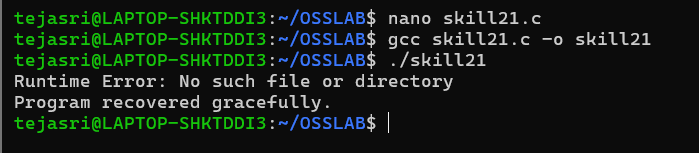 tejasri@LAPTOP-SHKTDDI3:~/OSSLAB$ nano skill21.c
tejasri@LAPTOP-SHKTDDI3:~/OSSLAB$ gcc skill21.c -o skill21
tejasri@LAPTOP-SHKTDDI3:~/OSSLAB$ ./skill21
Runtime Error: No such file or directory
Program recovered gracefully.
tejasri@LAPTOP-SHKTDDI3:~/OSSLAB$